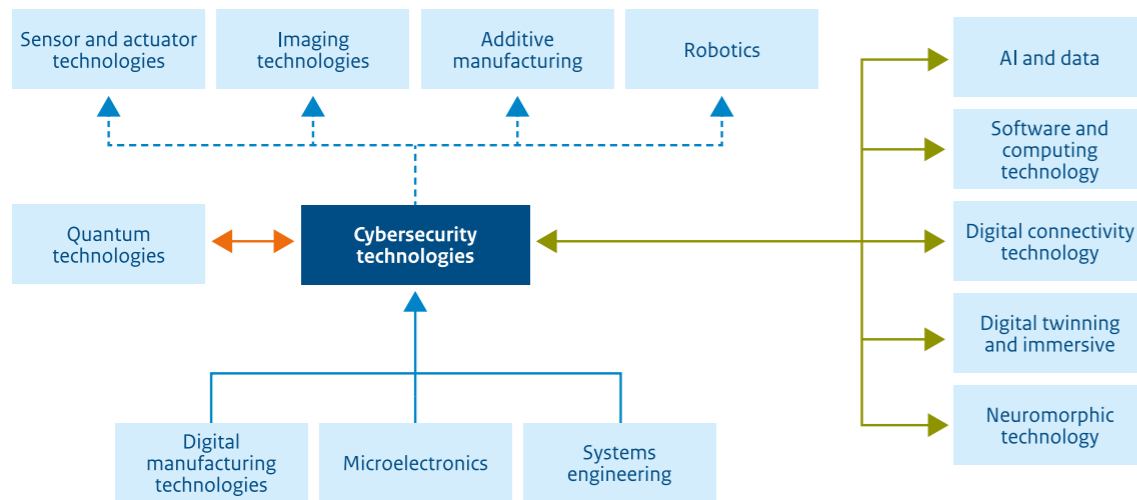 Sensor and actuator
technologies
Imaging
technologies
Additive
manufacturing
Robotics
AI and data
Software and
computing
technology
Quantum
technologies
Cybersecurity
technologies
Digital connectivity
technology
Digital twinning
and immersive
Digital
manufacturing
technologies
Microelectronics
Systems
engineering
Neuromorphic
technology